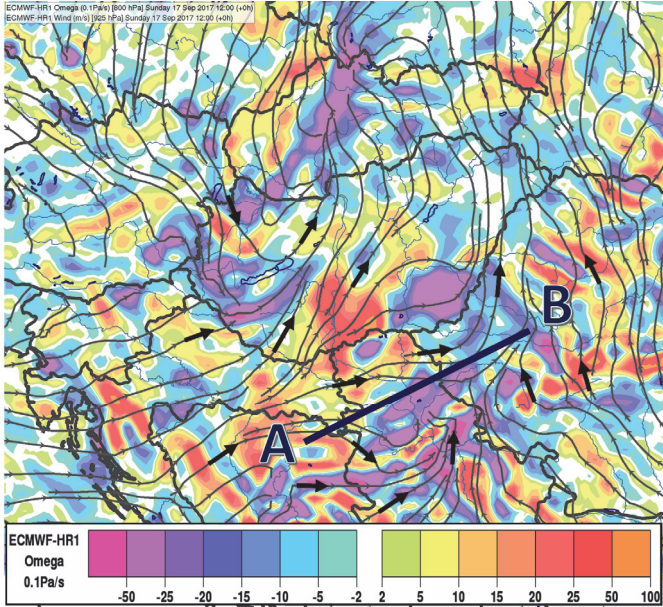 ECMWF-HR1 Omega (0.1Pa/s) [800 hPa] Sunday 17 Sep 2017 12:00 (+0h)
ECMWF-HR1 Wind (m/s) [925 hPa] Sunday 17 Sep 2017 12:00 (+0h)
B
A
ECMWF-HR1
Omega
0.1Pa/s
-50 -25 -20 -15 -10 -5 -2 2 5 10 15 20 25 50 100